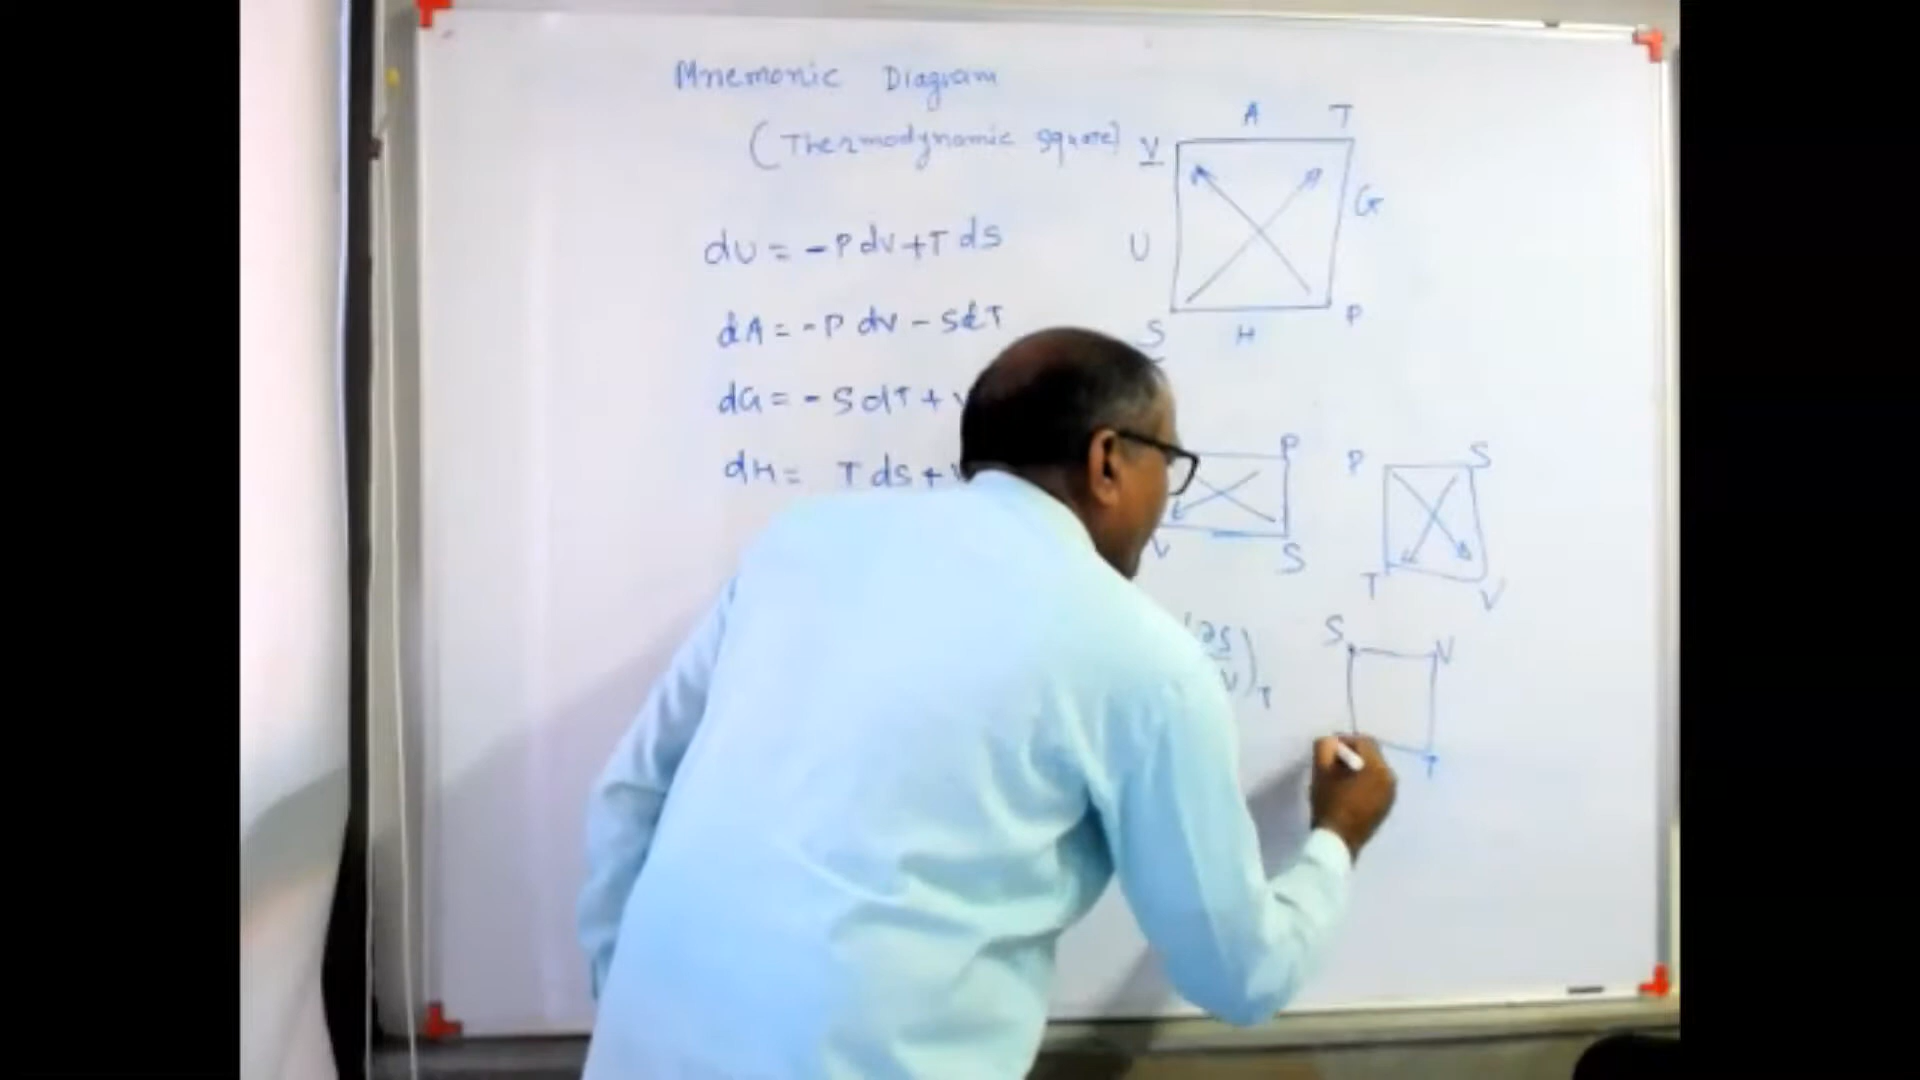 Mnemonic Diagram
(Thermodynamic square)
A T
V
G
dU = -PdV+TdS
U
P
S H
dA = -PdV - SdT
dG = - SdT +
P
P S
dH = TdS +
V S
T V
S V
∂S
V)T
T